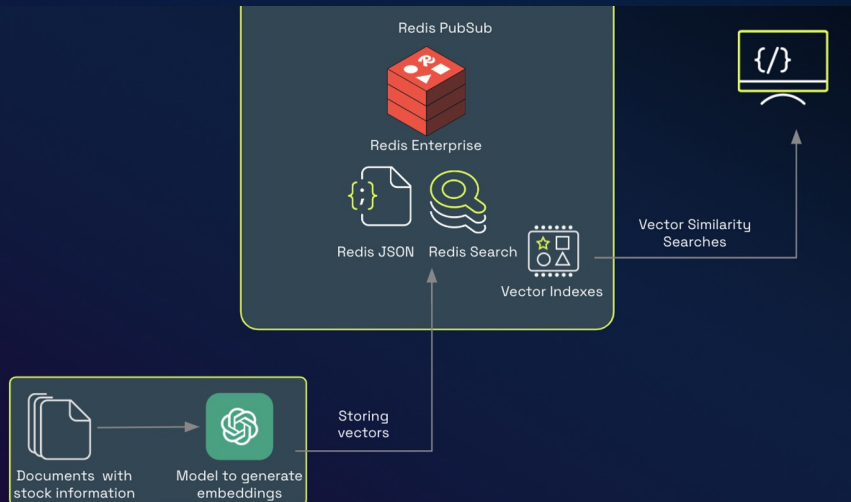 Redis PubSub
Redis Enterprise
{;}
Redis JSON
Redis Search
Vector Indexes
{/}
Vector Similarity
Searches
Storing
vectors
Documents with
stock information
Model to generate
embeddings